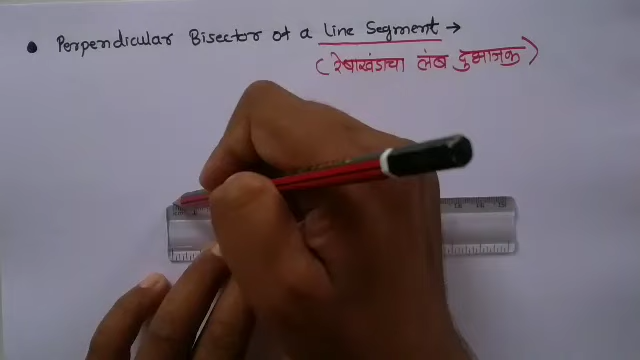 • Perpendicular Bisector of a Line Segment →
(रेषाखंडाचा लंब दुभाजक)